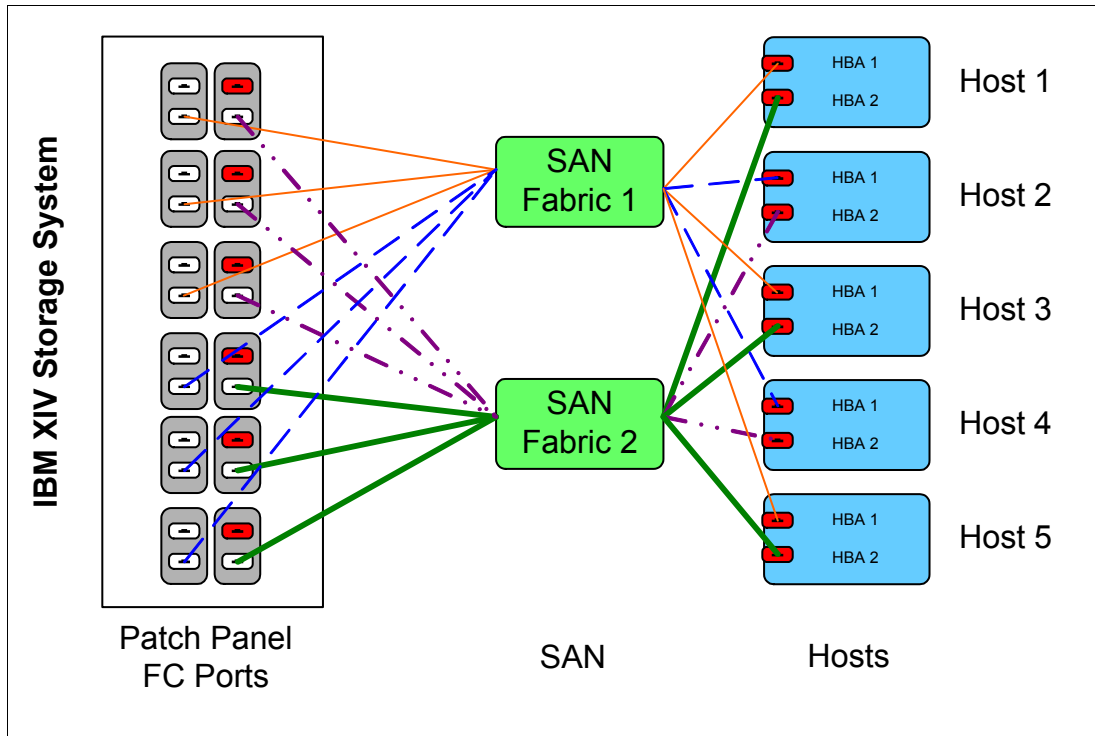 IBM XIV Storage System
Patch Panel
FC Ports
SAN
Fabric 1
SAN
Fabric 2
SAN
HBA 1
HBA 2
Host 1
HBA 1
HBA 2
Host 2
HBA 1
HBA 2
Host 3
HBA 1
HBA 2
Host 4
HBA 1
HBA 2
Host 5
Hosts